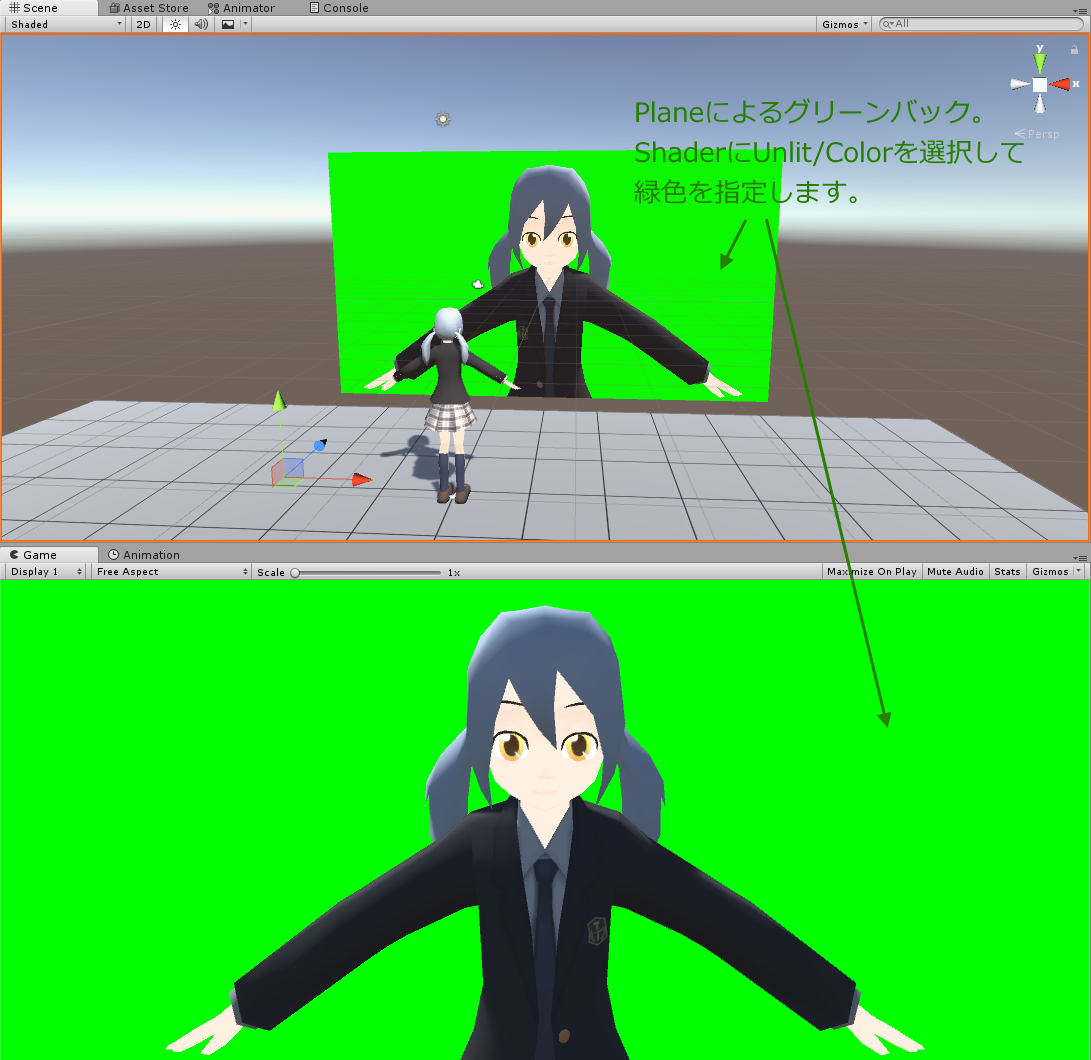 Scene Asset Store Animator Console
Shaded 2D Gizmos All
y
x
Persp
Planeによるグリーンバック。
ShaderにUnlit/Colorを選択して
緑色を指定します。
Game Animation
Display 1 Free Aspect Scale 1x Maximize On Play Mute Audio Stats Gizmos